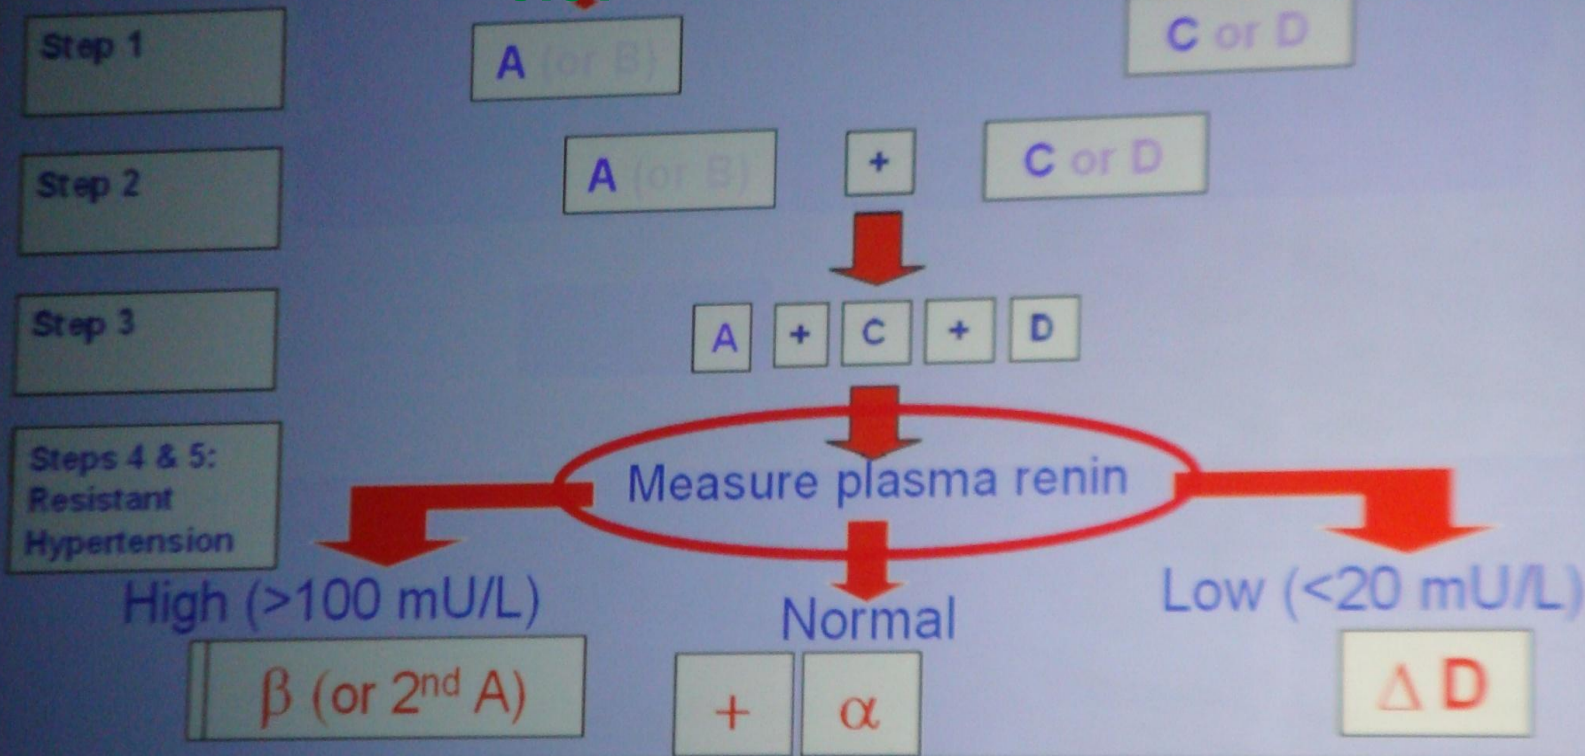 Step 1
A (or B)
C or D
Step 2
A (or B)
+
C or D
Step 3
A
+
C
+
D
Steps 4 & 5:
Resistant
Hypertension
Measure plasma renin
High (>100 mU/L)
Normal
Low (<20 mU/L)
β (or 2nd A)
+
α
Δ D